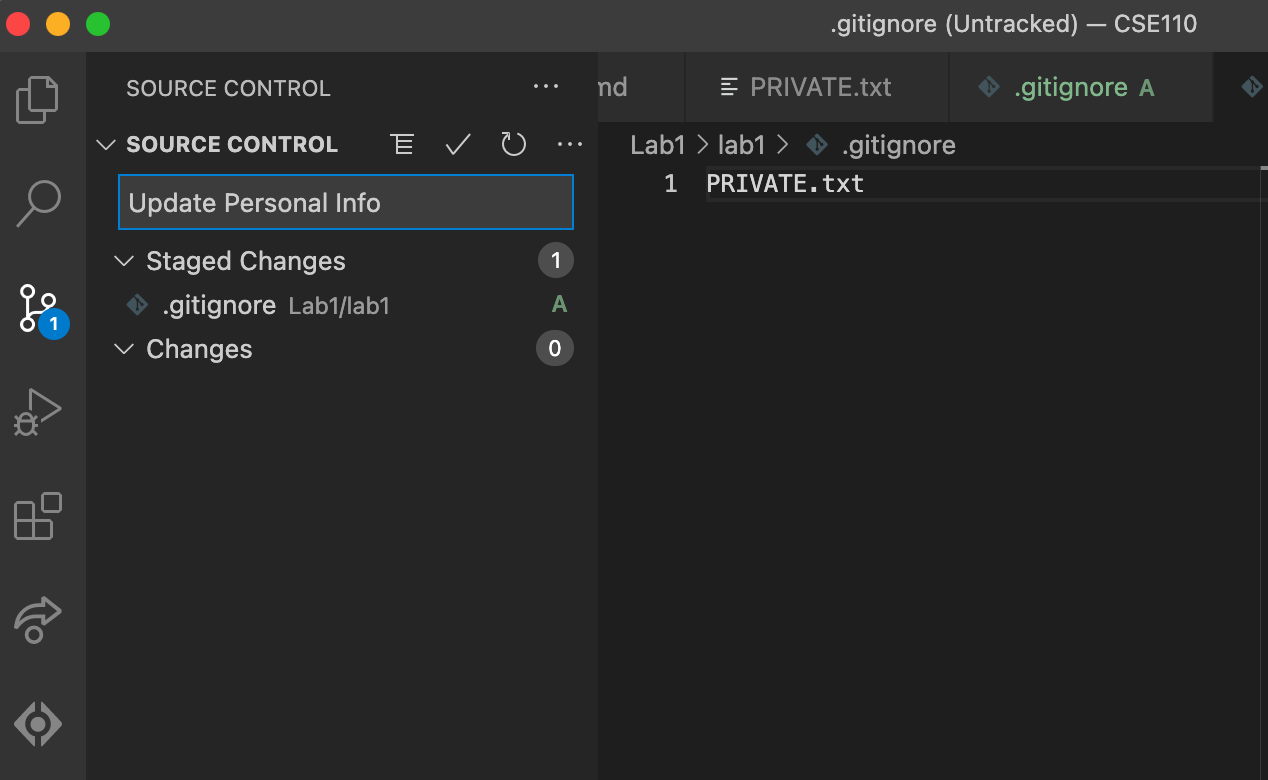 .gitignore (Untracked) — CSE110
SOURCE CONTROL
SOURCE CONTROL
Update Personal Info
Staged Changes 1
.gitignore Lab1/lab1 A
Changes 0
1
md PRIVATE.txt .gitignore A
Lab1 > lab1 > .gitignore
1 PRIVATE.txt